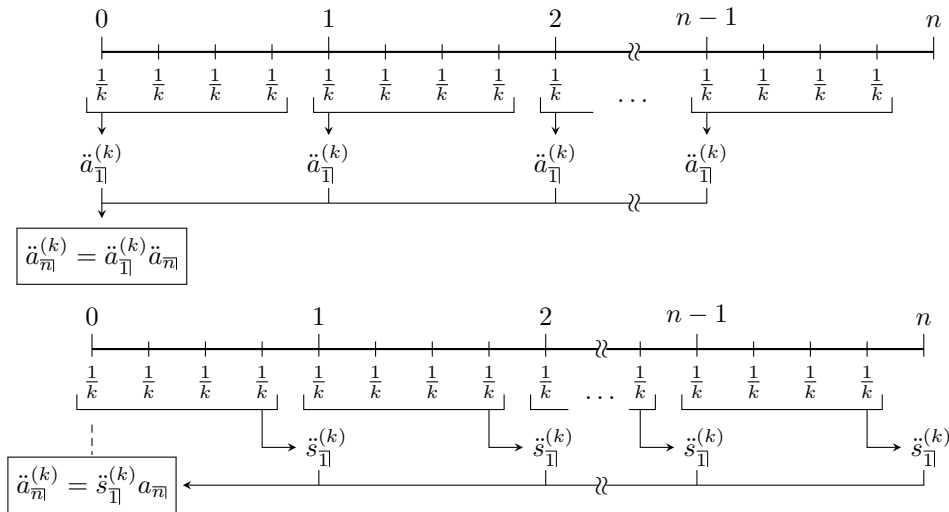 0 1 2 n − 1 n
1/k 1/k 1/k 1/k 1/k 1/k 1/k 1/k 1/k … 1/k 1/k 1/k 1/k
ä_{1̅|}^{(k)} ä_{1̅|}^{(k)} ä_{1̅|}^{(k)} ä_{1̅|}^{(k)}
ä_{n̅|}^{(k)} = ä_{1̅|}^{(k)} ä_{n̅|}
0 1 2 n − 1 n
1/k 1/k 1/k 1/k 1/k 1/k 1/k 1/k 1/k … 1/k 1/k 1/k 1/k 1/k
s̈_{1̅|}^{(k)} s̈_{1̅|}^{(k)} s̈_{1̅|}^{(k)} s̈_{1̅|}^{(k)}
ä_{n̅|}^{(k)} = s̈_{1̅|}^{(k)} a_{n̅|}